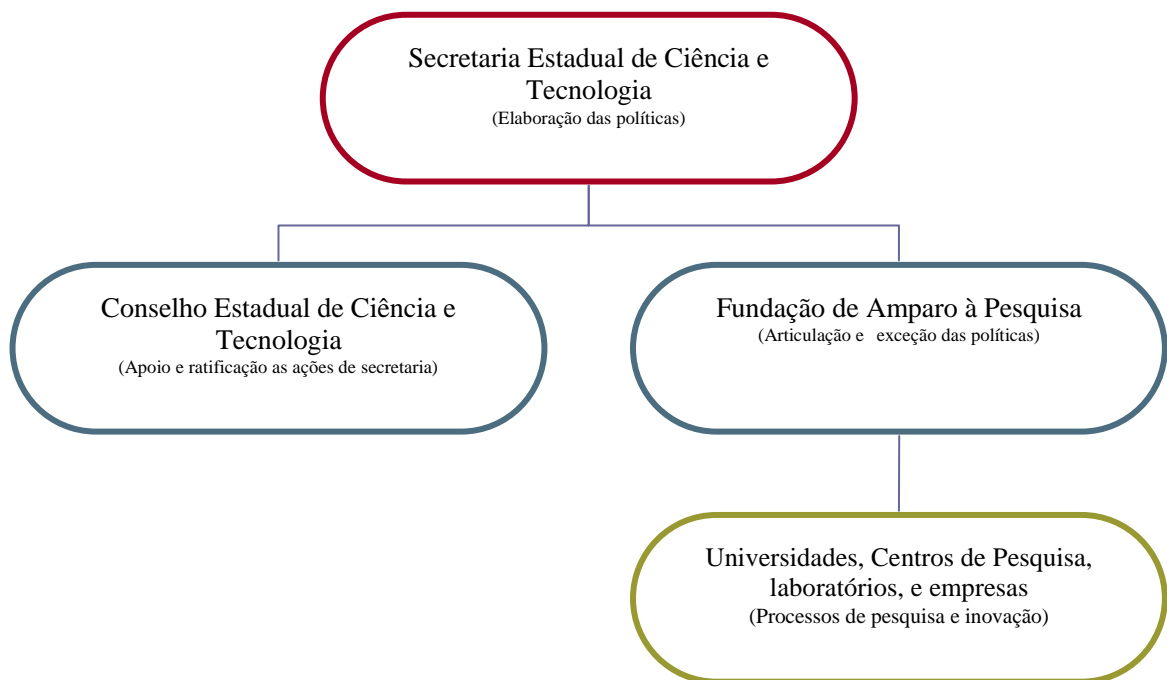 Secretaria Estadual de Ciência e
Tecnologia
(Elaboração das políticas)
Conselho Estadual de Ciência e
Tecnologia
(Apoio e ratificação as ações de secretaria)
Fundação de Amparo à Pesquisa
(Articulação e exceção das políticas)
Universidades, Centros de Pesquisa,
laboratórios, e empresas
(Processos de pesquisa e inovação)